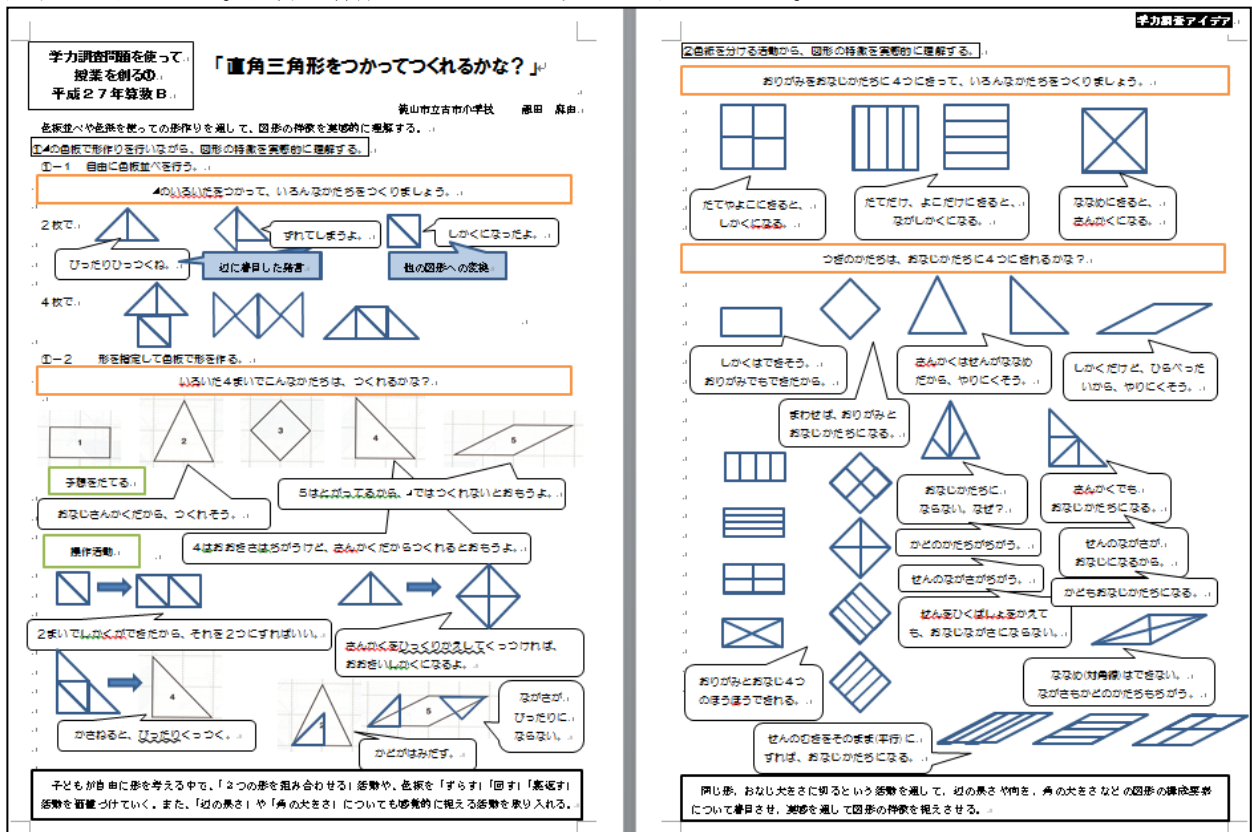 学力調査問題を使って
授業を創る①
平成27年算数B
「直角三角形をつかってつくれるかな？」
篠山市立古市小学校 麻由
色板並べや色紙を使っての形作りを通して、図形の特徴を実感的に理解する。
①◢の色板で形作りを行いながら、図形の特徴を実感的に理解する。
①－1 自由に色板並べを行う。
◢のいろいたをつかって、いろんなかたちをつくりましょう。
2枚で
ずれてしまうよ。
しかくになったよ。
ぴったりひっつくね。
辺に着目した発言
他の図形への変換
4枚で
①－2 形を指定して色板で形を作る。
いろいた4まいでこんなかたちは、つくれるかな？
1
2
3
4
5
予想をたてる
5はとがってるから、◢ではつくれないとおもうよ。
おなじさんかくだから、つくれそう。
操作活動
4はおおきさはちがうけど、さんかくだからつくれるとおもうよ。
2まいでしかくができたから、それを2つにすればいい。
さんかくをひっくりかえしてくっつければ、
おおきいしかくになるよ。
4
2
5
ながさが
ぴったりに
ならない。
かさねると、ぴったりくっつく。
かどがはみだす。
子どもが自由に形を考える中で、「2つの形を組み合わせる」活動や、色板を「ずらす」「回す」「裏返す」
活動を価値づけていく。また、「辺の長さ」や「角の大きさ」についても感覚的に捉える活動を取り入れる。
学力調査アイデア
2色紙を分ける活動から、図形の特徴を実感的に理解する。
おりがみをおなじかたちに4つにきって、いろんなかたちをつくりましょう。
たてやよこにきると、
しかくになる。
たてだけ、よこだけにきると、
ながしかくになる。
ななめにきると、
さんかくになる。
つぎのかたちは、おなじかたちに4つにきれるかな？
しかくはできそう。
おりがみでもできたから。
さんかくはせんがななめ
だから、やりにくそう。
しかくだけど、ひらべった
いから、やりにくそう。
まわせば、おりがみと
おなじかたちになる。
おなじかたちに
ならない。なぜ？
さんかくでも
おなじかたちになる。
かどのかたちがちがう。
せんのながさが
おなじになるから。
せんのながさがちがう。
かどもおなじかたちになる。
せんをひくばしょをかえて
も、おなじながさにならない。
ななめ(対角線)はできない。
ながさもかどのかたちもちがう。
おりがみとおなじ4つ
のほうほうできれる。
せんのむきをそのまま(平行)に
ずれば、おなじかたちになる。
同じ形、おなじ大きさに切るという活動を通して、辺の長さや向き、角の大きさなどの図形の構成要素
について着目させ、実感を通して図形の特徴を捉えさせる。